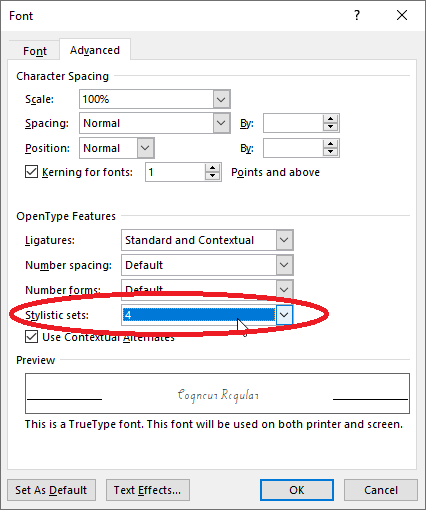 Font ?
Font Advanced
Character Spacing
Scale: 100%
Spacing: Normal By:
Position: Normal By:
Kerning for fonts: 1 Points and above
OpenType Features
Ligatures: Standard and Contextual
Number spacing: Default
Number forms: Default
Stylistic sets: 4
Use Contextual Alternates
Preview
Regular
This is a TrueType font. This font will be used on both printer and screen.
Set As Default Text Effects... OK Cancel